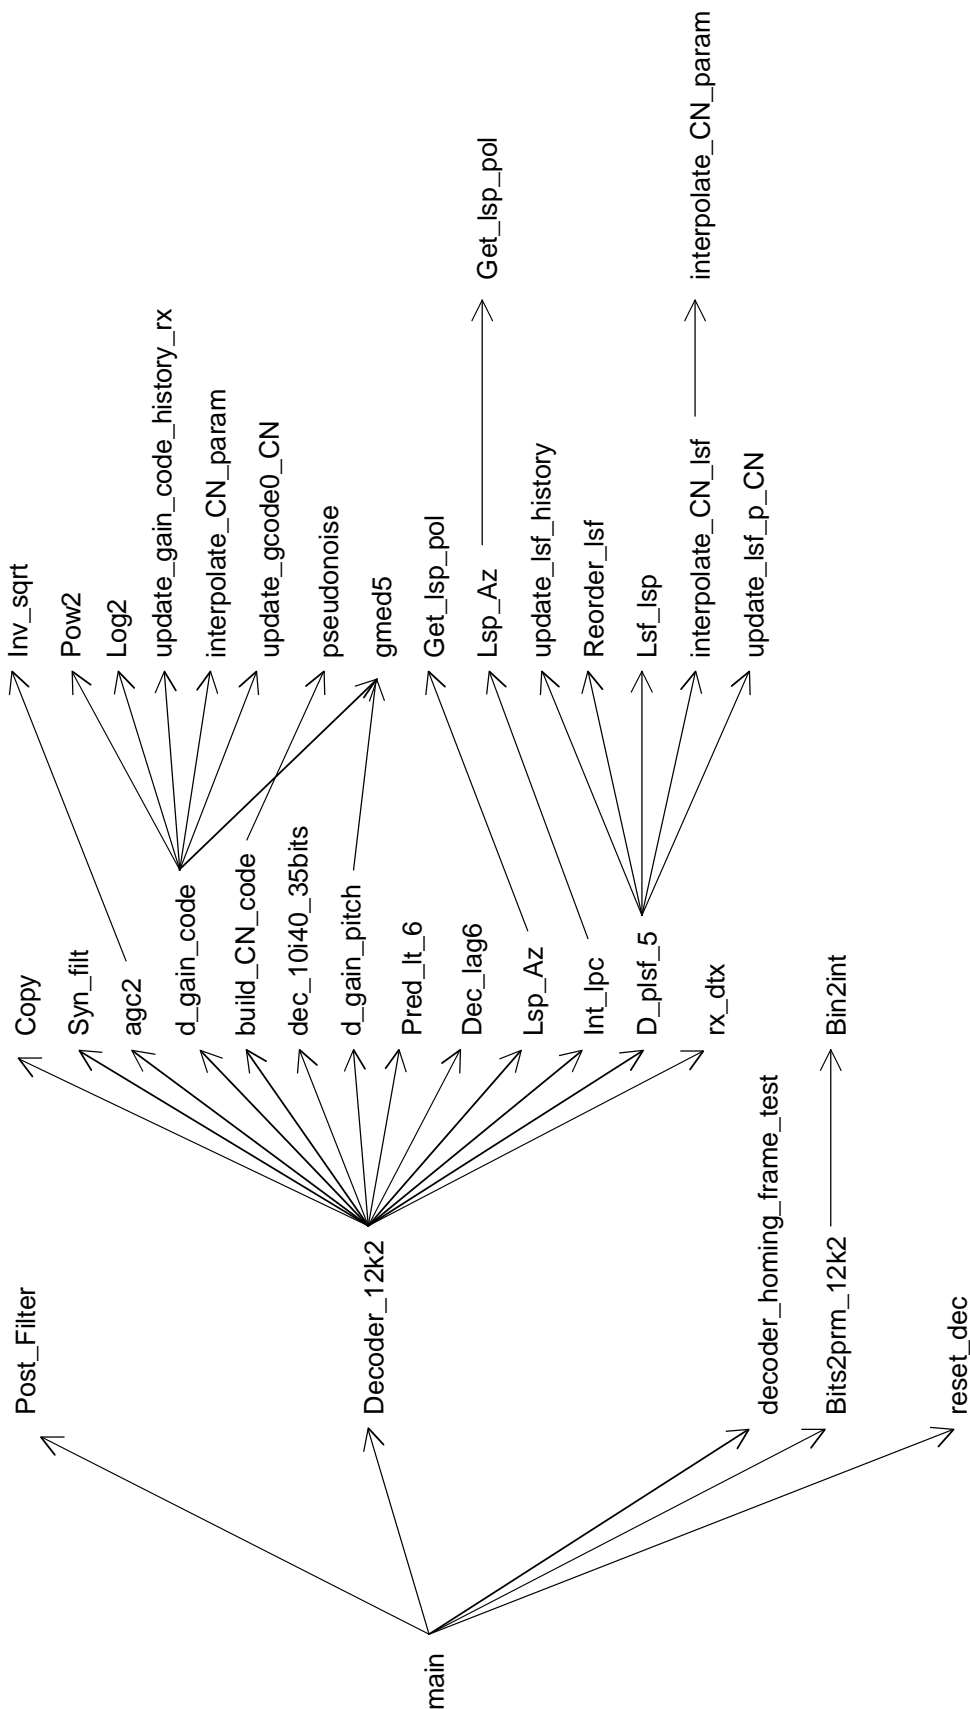 main
Post_Filter
Decoder_12k2
decoder_homing_frame_test
Bits2prm_12k2
reset_dec
Copy
Syn_filt
agc2
d_gain_code
build_CN_code
dec_10i40_35bits
d_gain_pitch
Pred_lt_6
Dec_lag6
Lsp_Az
Int_lpc
D_plsf_5
rx_dtx
Bin2int
Inv_sqrt
Pow2
Log2
update_gain_code_history_rx
interpolate_CN_param
update_gcode0_CN
pseudonoise
gmed5
Get_lsp_pol
Lsp_Az
update_lsf_history
Reorder_lsf
Lsf_lsp
interpolate_CN_lsf
update_lsf_p_CN
Get_lsp_pol
interpolate_CN_param